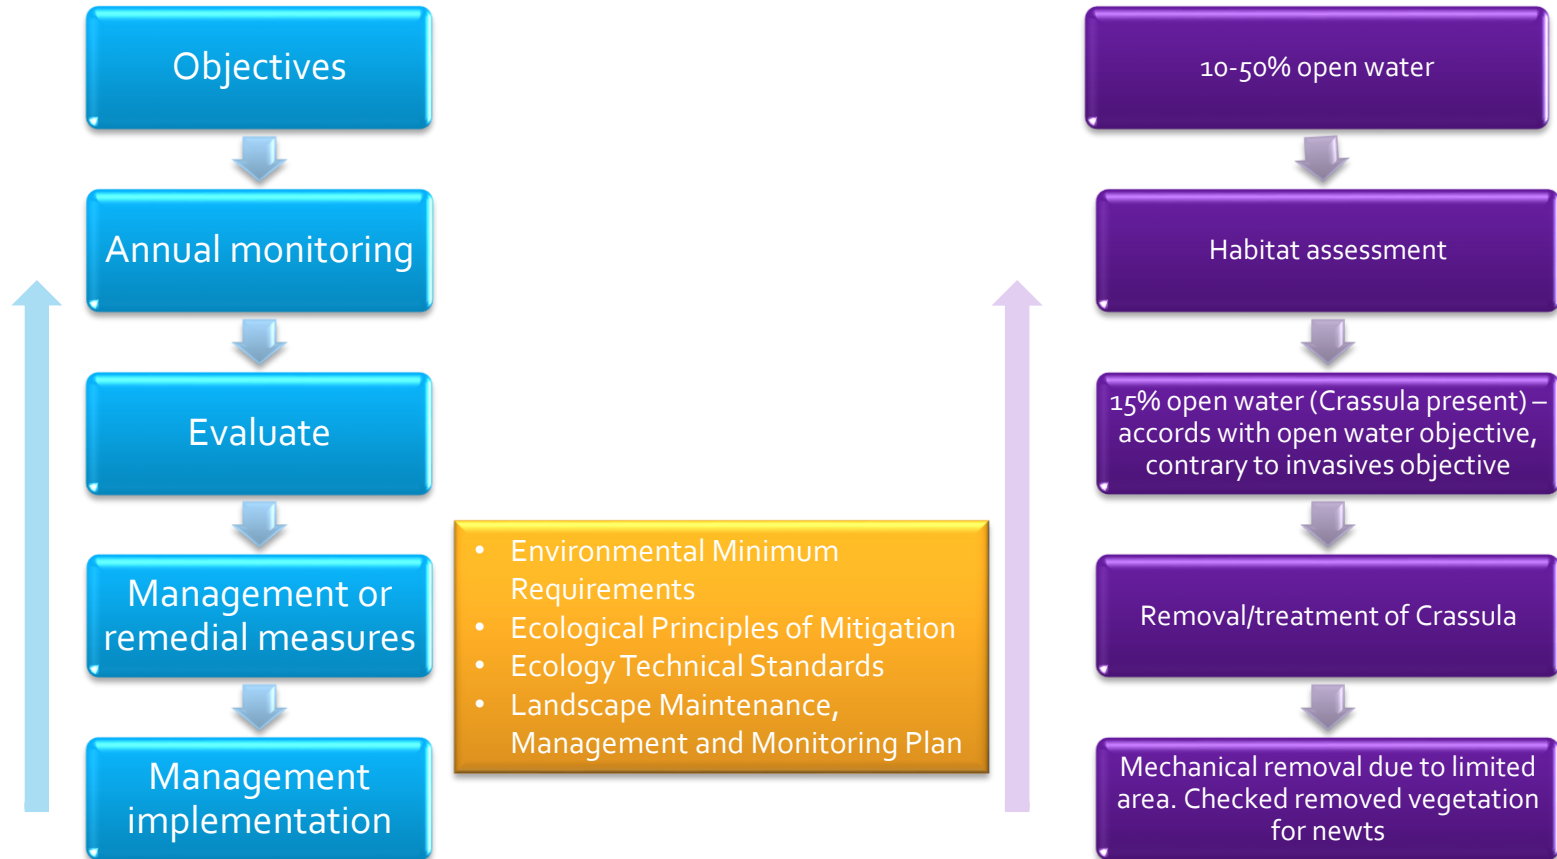 Objectives
Annual monitoring
Evaluate
Management or
remedial measures
Management
implementation
• Environmental Minimum
Requirements
• Ecological Principles of Mitigation
• Ecology Technical Standards
• Landscape Maintenance,
Management and Monitoring Plan
10-50% open water
Habitat assessment
15% open water (Crassula present) –
accords with open water objective,
contrary to invasives objective
Removal/treatment of Crassula
Mechanical removal due to limited
area. Checked removed vegetation
for newts